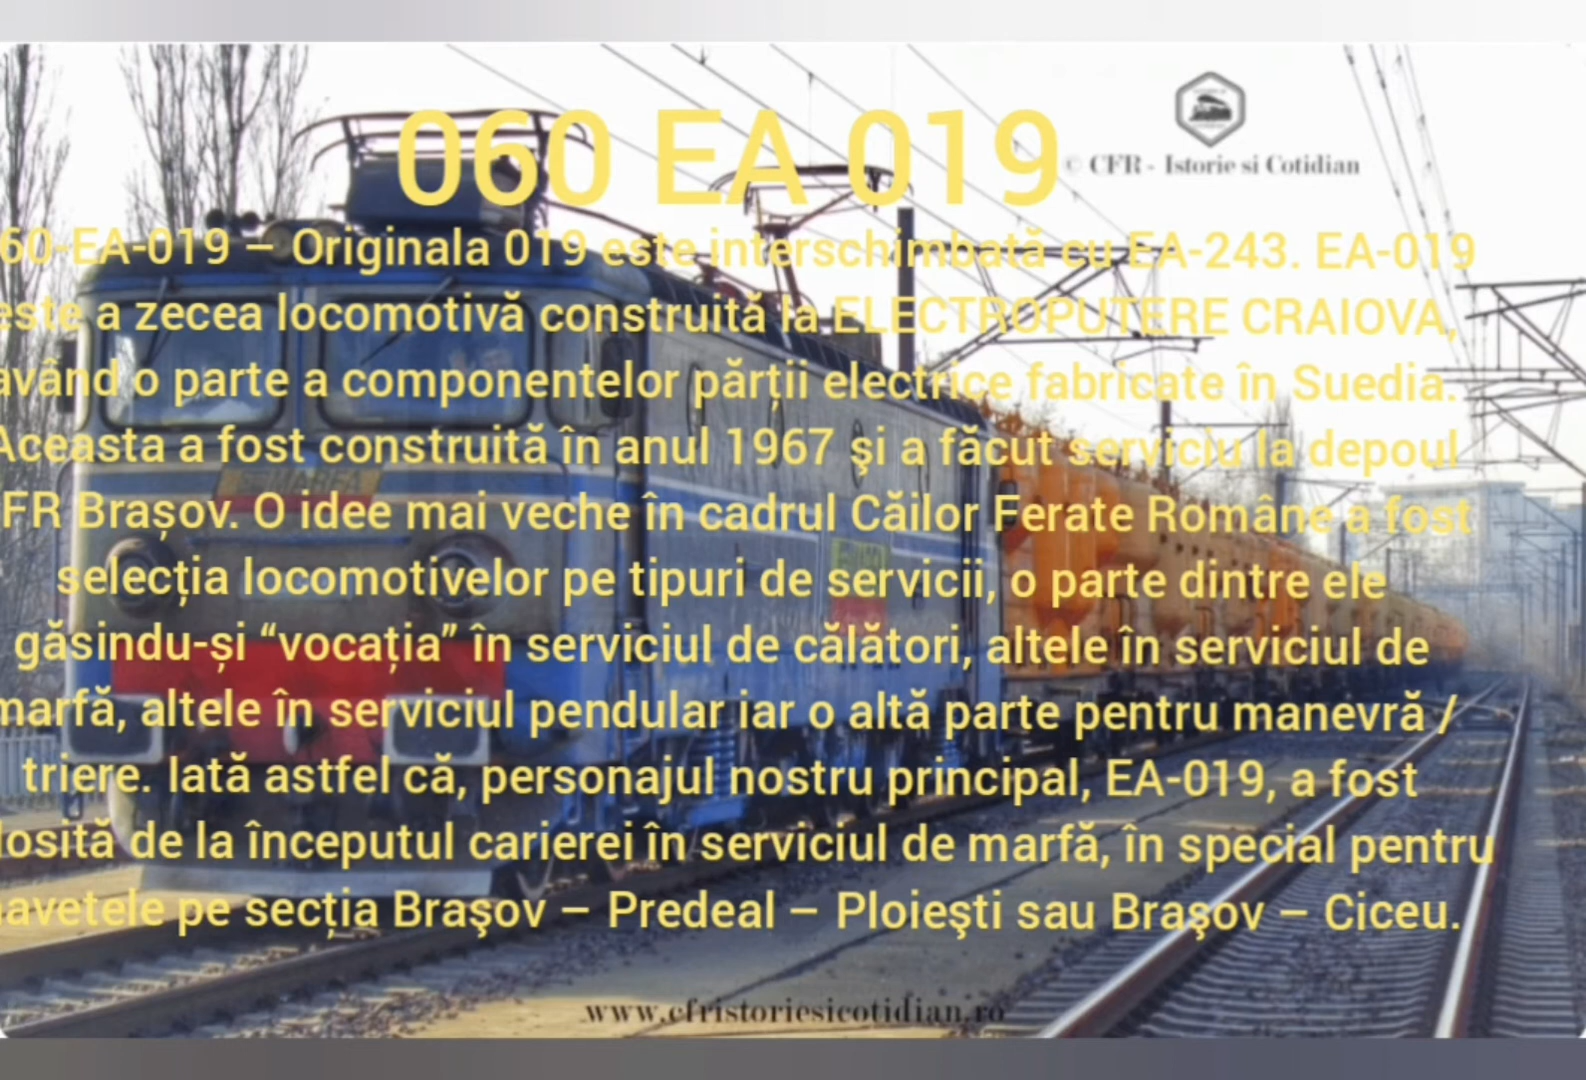 060 EA 019
© CFR - Istorie si Cotidian
60-EA-019 – Originala 019 este interschimbată cu EA-243. EA-019
este a zecea locomotivă construită la ELECTROPUTERE CRAIOVA,
având o parte a componentelor părții electrice fabricate în Suedia.
Aceasta a fost construită în anul 1967 şi a făcut serviciu la depoul
FR Brașov. O idee mai veche în cadrul Căilor Ferate Române a fost
selecția locomotivelor pe tipuri de servicii, o parte dintre ele
găsindu-și “vocația” în serviciul de călători, altele în serviciul de
marfă, altele în serviciul pendular iar o altă parte pentru manevră /
triere. Iată astfel că, personajul nostru principal, EA-019, a fost
losită de la începutul carierei în serviciul de marfă, în special pentru
avetele pe secția Braşov – Predeal – Ploieşti sau Braşov – Ciceu.
MARFA
www.cfristoriesicotidian.ro